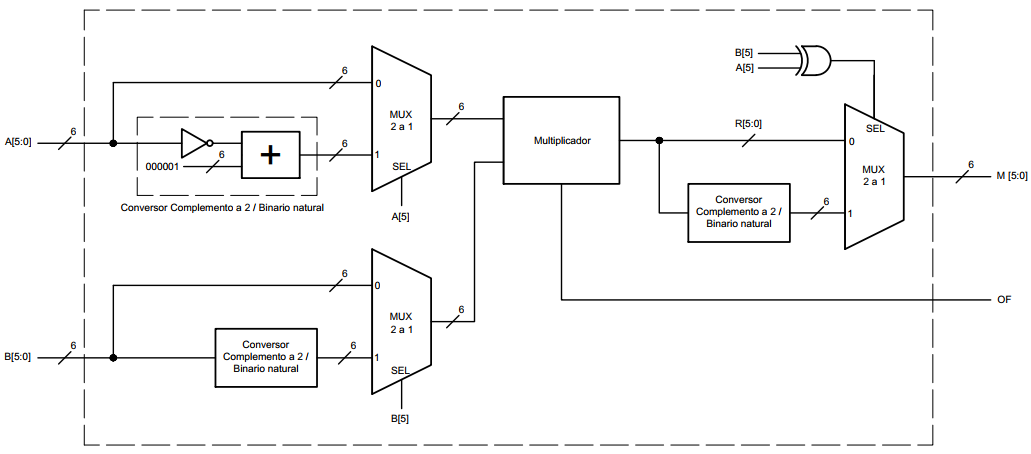 B[5]
A[5]
6
0
MUX
2 a 1
6
R[5:0]
SEL
0
A[5:0]
6
6
000001
+
6
1
SEL
Multiplicador
MUX
2 a 1
6
M [5:0]
Conversor Complemento a 2 / Binario natural
A[5]
Conversor
Complemento a 2 /
Binario natural
6
1
6
0
MUX
2 a 1
6
OF
B[5:0]
6
Conversor
Complemento a 2 /
Binario natural
6
1
SEL
B[5]